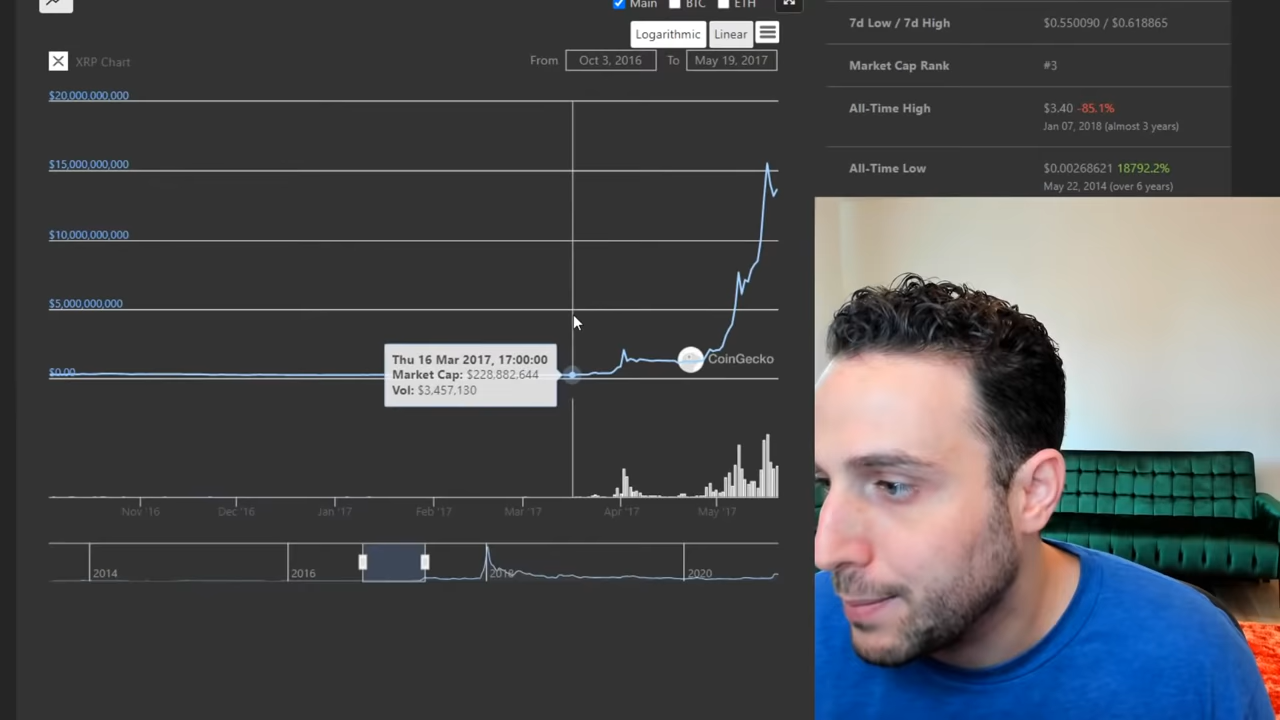 Main BTC ETH
Logarithmic Linear
XRP Chart From Oct 3, 2016 To May 19, 2017
$20,000,000,000
$15,000,000,000
$10,000,000,000
$5,000,000,000
$0.00
Thu 16 Mar 2017, 17:00:00
Market Cap: $228,882,644
Vol: $3,457,130
CoinGecko
Nov '16 Dec '16 Jan '17 Feb '17 Mar '17 Apr '17 May '17
2014 2016 2018 2020
7d Low / 7d High $0.550090 / $0.618865
Market Cap Rank #3
All-Time High $3.40 -85.1%
Jan 07, 2018 (almost 3 years)
All-Time Low $0.00268621 18792.2%
May 22, 2014 (over 6 years)